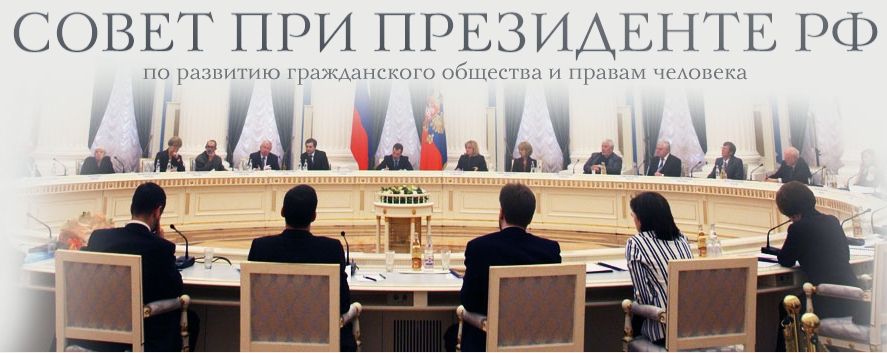 СОВЕТ ПРИ ПРЕЗИДЕНТЕ РФ
по развитию гражданского общества и правам человека